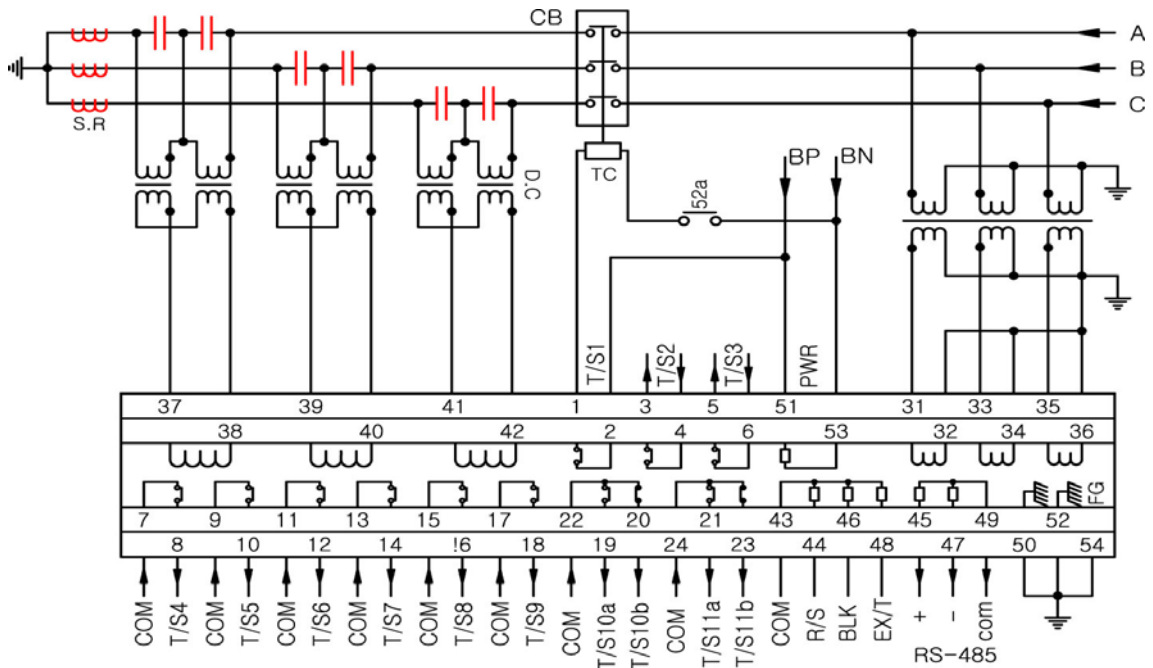 CB
A
B
C
S.R
TC
BP BN
D.C
52a
T/S1 T/S2 T/S3 PWR
37 39 41 1 3 5 51 31 33 35
38 40 42 2 4 6 53 32 34 36
FG
7 9 11 13 15 17 22 20 21 43 46 45 49 52
8 10 12 14 !6 18 19 24 23 44 48 47 50 54
COM T/S4 COM T/S5 COM T/S6 COM T/S7 COM T/S8 COM T/S9 COM T/S10a T/S10b COM T/S11a T/S11b COM R/S BLK EX/T + - com
RS-485